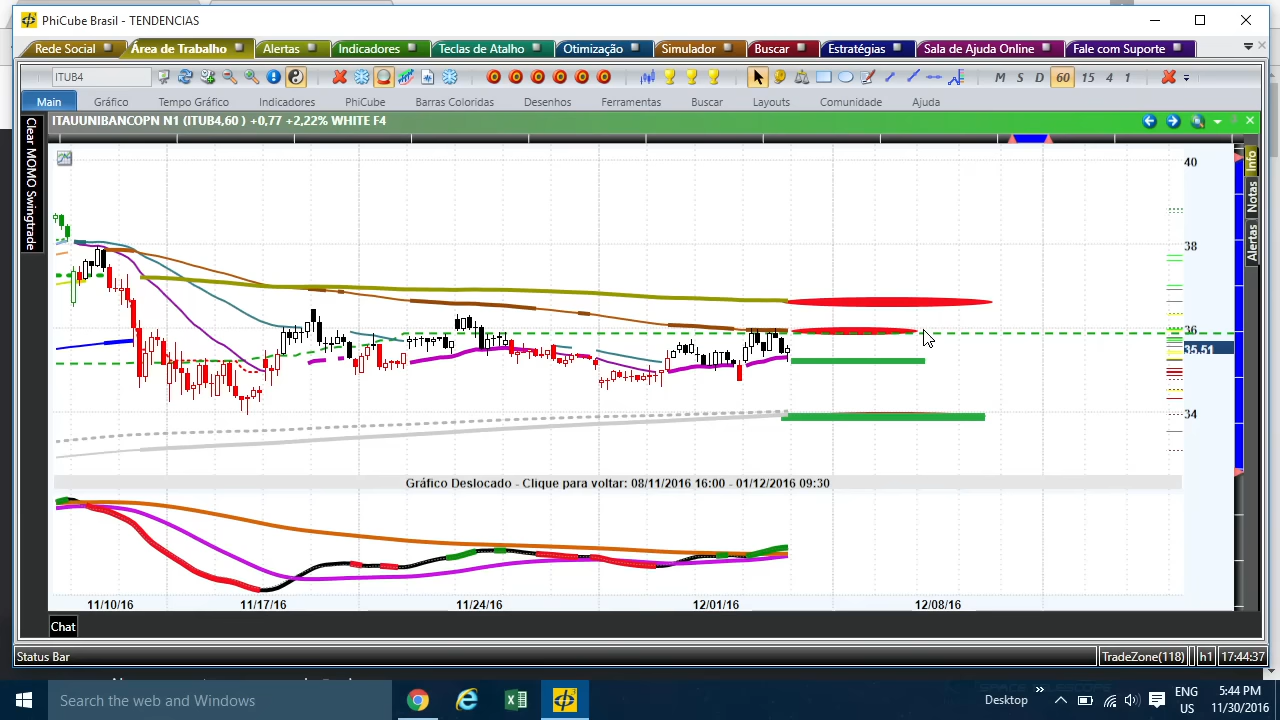 PhiCube Brasil - TENDENCIAS
Rede Social Área de Trabalho Alertas Indicadores Teclas de Atalho Otimização Simulador Buscar Estratégias Sala de Ajuda Online Fale com Suporte
ITUB4 M S D 60 15 4 1
Main Gráfico Tempo Gráfico Indicadores PhiCube Barras Coloridas Desenhos Ferramentas Buscar Layouts Comunidade Ajuda
ITAUUNIBANCOPN N1 (ITUB4,60 ) +0,77 +2,22% WHITE F4
Clear MOMO Swingtrade
Info
Notas
Alertas
40
38
36
35.51
34
Gráfico Deslocado - Clique para voltar: 08/11/2016 16:00 - 01/12/2016 09:30
11/10/16 11/17/16 11/24/16 12/01/16 12/08/16
Chat
Status Bar TradeZone(118) h1 17:44:37
Search the web and Windows
Desktop
ENG
US
5:44 PM
11/30/2016